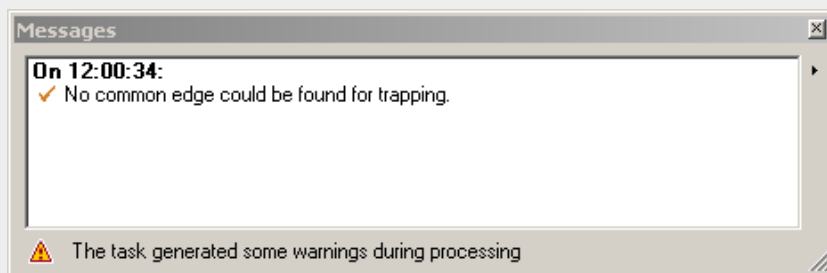 Messages
On 12:00:34:
No common edge could be found for trapping.
The task generated some warnings during processing